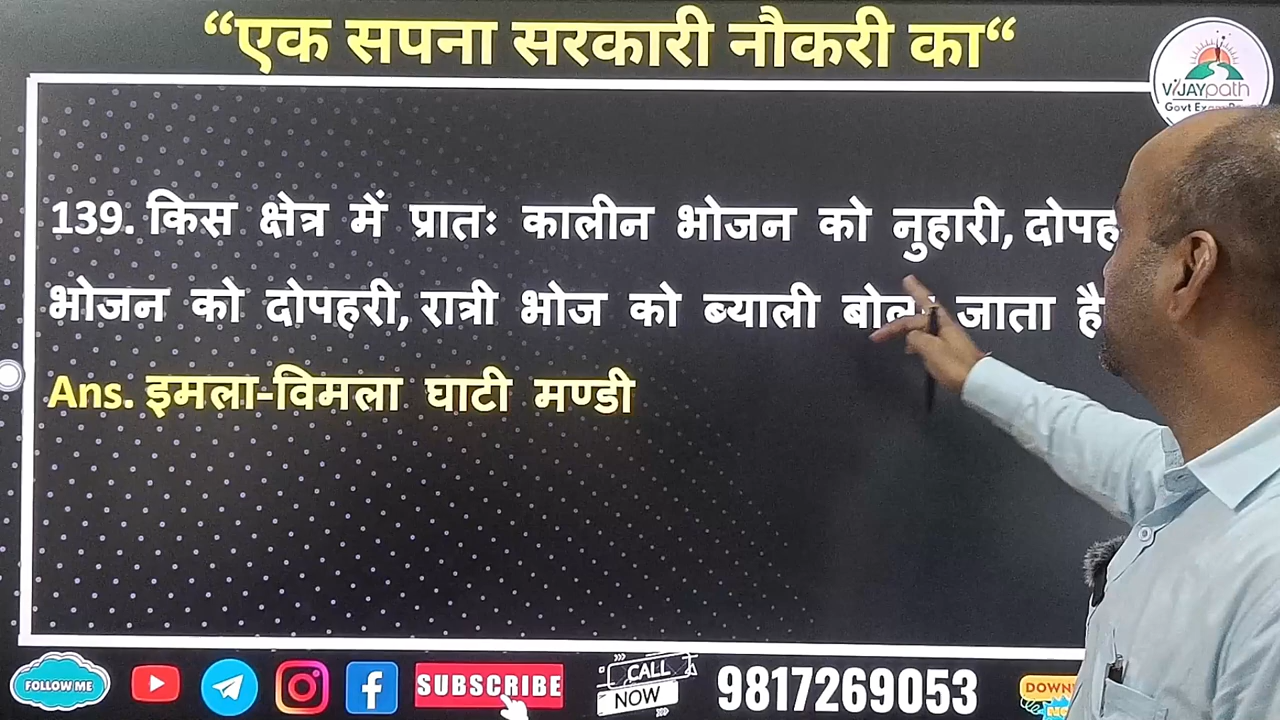 “एक सपना सरकारी नौकरी का“
VIJAYpath
139. किस क्षेत्र में प्रातः कालीन भोजन को नुहारी,
भोजन को दोपहरी, रात्री भोज को ब्याली जाता है
Ans. इमला-विमला घाटी मण्डी
FOLLOW ME
SUBSCRIBE
CALL
NOW
9817269053